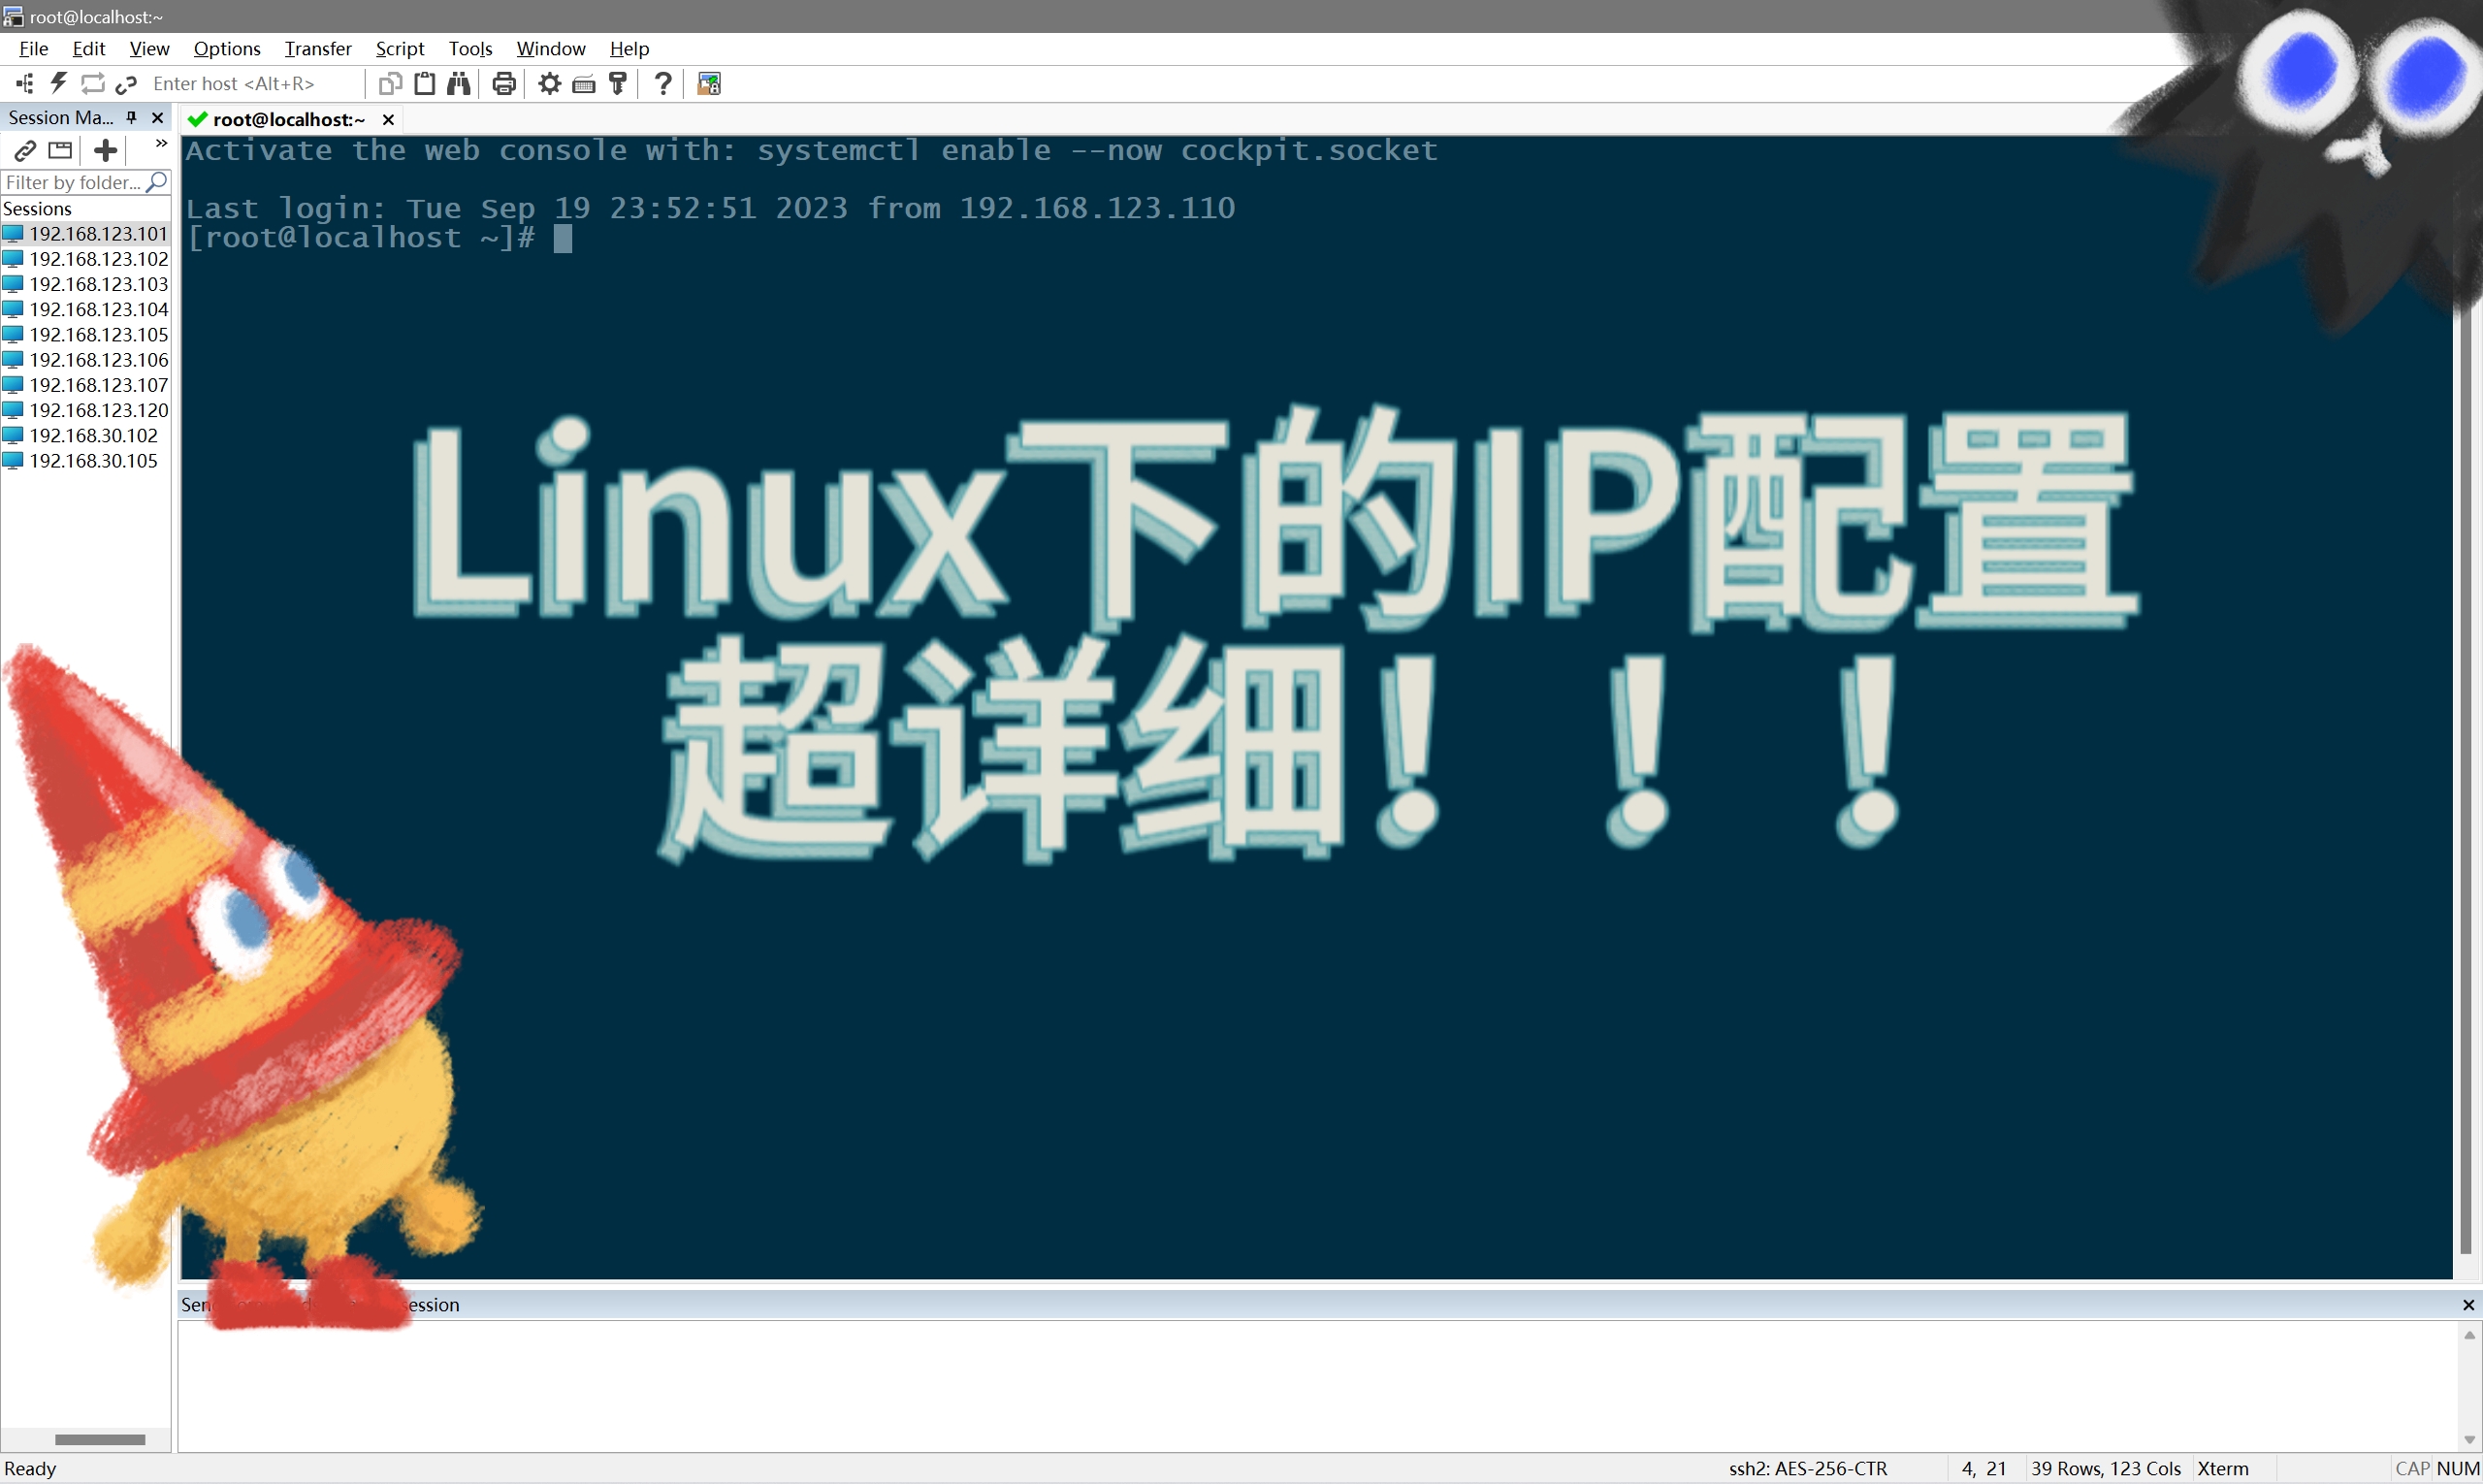 root@localhost:~
File Edit View Options Transfer Script Tools Window Help
Enter host <Alt+R>
Session Ma...
root@localhost:~
Filter by folder...
Sessions
192.168.123.101
192.168.123.102
192.168.123.103
192.168.123.104
192.168.123.105
192.168.123.106
192.168.123.107
192.168.123.120
192.168.30.102
192.168.30.105
Activate the web console with: systemctl enable --now cockpit.socket
Last login: Tue Sep 19 23:52:51 2023 from 192.168.123.110
[root@localhost ~]#
Linux下的IP配置
超详细！！！
Ready
ssh2: AES-256-CTR 4, 21 39 Rows, 123 Cols Xterm CAP NUM